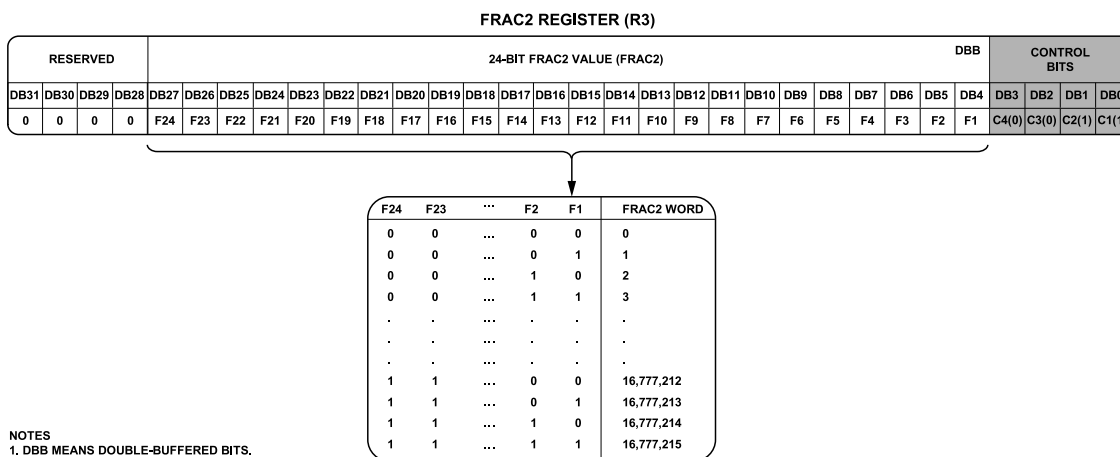 FRAC2 REGISTER (R3)
RESERVED 24-BIT FRAC2 VALUE (FRAC2) DBB CONTROL
BITS
DB31 DB30 DB29 DB28 DB27 DB26 DB25 DB24 DB23 DB22 DB21 DB20 DB19 DB18 DB17 DB16 DB15 DB14 DB13 DB12 DB11 DB10 DB9 DB8 DB7 DB6 DB5 DB4 DB3 DB2 DB1 DB0
0 0 0 0 F24 F23 F22 F21 F20 F19 F18 F17 F16 F15 F14 F13 F12 F11 F10 F9 F8 F7 F6 F5 F4 F3 F2 F1 C4(0) C3(0) C2(1) C1(1
F24 F23 ... F2 F1 FRAC2 WORD
0 0 ... 0 0 0
0 0 ... 0 1 1
0 0 ... 1 0 2
0 0 ... 1 1 3
. . ... . . .
. . ... . . .
. . ... . . .
1 1 ... 0 0 16,777,212
1 1 ... 0 1 16,777,213
1 1 ... 1 0 16,777,214
1 1 ... 1 1 16,777,215
NOTES
1. DBB MEANS DOUBLE-BUFFERED BITS.